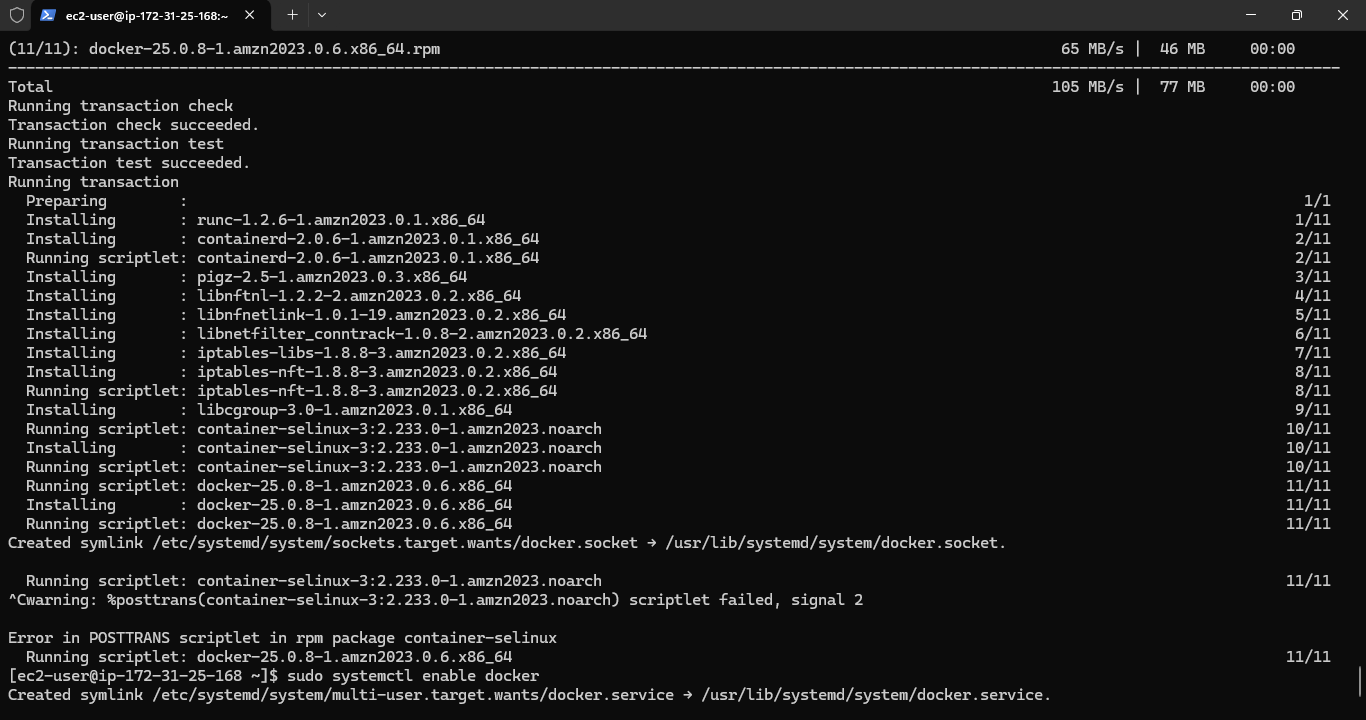 ec2-user@ip-172-31-25-168:~
(11/11): docker-25.0.8-1.amzn2023.0.6.x86_64.rpm 65 MB/s | 46 MB 00:00
--------------------------------------------------------------------------------
Total 105 MB/s | 77 MB 00:00
Running transaction check
Transaction check succeeded.
Running transaction test
Transaction test succeeded.
Running transaction
Preparing : 1/1
Installing : runc-1.2.6-1.amzn2023.0.1.x86_64 1/11
Installing : containerd-2.0.6-1.amzn2023.0.1.x86_64 2/11
Running scriptlet: containerd-2.0.6-1.amzn2023.0.1.x86_64 2/11
Installing : pigz-2.5-1.amzn2023.0.3.x86_64 3/11
Installing : libnftnl-1.2.2-2.amzn2023.0.2.x86_64 4/11
Installing : libnfnetlink-1.0.1-19.amzn2023.0.2.x86_64 5/11
Installing : libnetfilter_conntrack-1.0.8-2.amzn2023.0.2.x86_64 6/11
Installing : iptables-libs-1.8.8-3.amzn2023.0.2.x86_64 7/11
Installing : iptables-nft-1.8.8-3.amzn2023.0.2.x86_64 8/11
Running scriptlet: iptables-nft-1.8.8-3.amzn2023.0.2.x86_64 8/11
Installing : libcgroup-3.0-1.amzn2023.0.1.x86_64 9/11
Running scriptlet: container-selinux-3:2.233.0-1.amzn2023.noarch 10/11
Installing : container-selinux-3:2.233.0-1.amzn2023.noarch 10/11
Running scriptlet: container-selinux-3:2.233.0-1.amzn2023.noarch 10/11
Running scriptlet: docker-25.0.8-1.amzn2023.0.6.x86_64 11/11
Installing : docker-25.0.8-1.amzn2023.0.6.x86_64 11/11
Running scriptlet: docker-25.0.8-1.amzn2023.0.6.x86_64 11/11
Created symlink /etc/systemd/system/sockets.target.wants/docker.socket → /usr/lib/systemd/system/docker.socket.
Running scriptlet: container-selinux-3:2.233.0-1.amzn2023.noarch 11/11
^Cwarning: %posttrans(container-selinux-3:2.233.0-1.amzn2023.noarch) scriptlet failed, signal 2
Error in POSTTRANS scriptlet in rpm package container-selinux
Running scriptlet: docker-25.0.8-1.amzn2023.0.6.x86_64 11/11
[ec2-user@ip-172-31-25-168 ~]$ sudo systemctl enable docker
Created symlink /etc/systemd/system/multi-user.target.wants/docker.service → /usr/lib/systemd/system/docker.service.